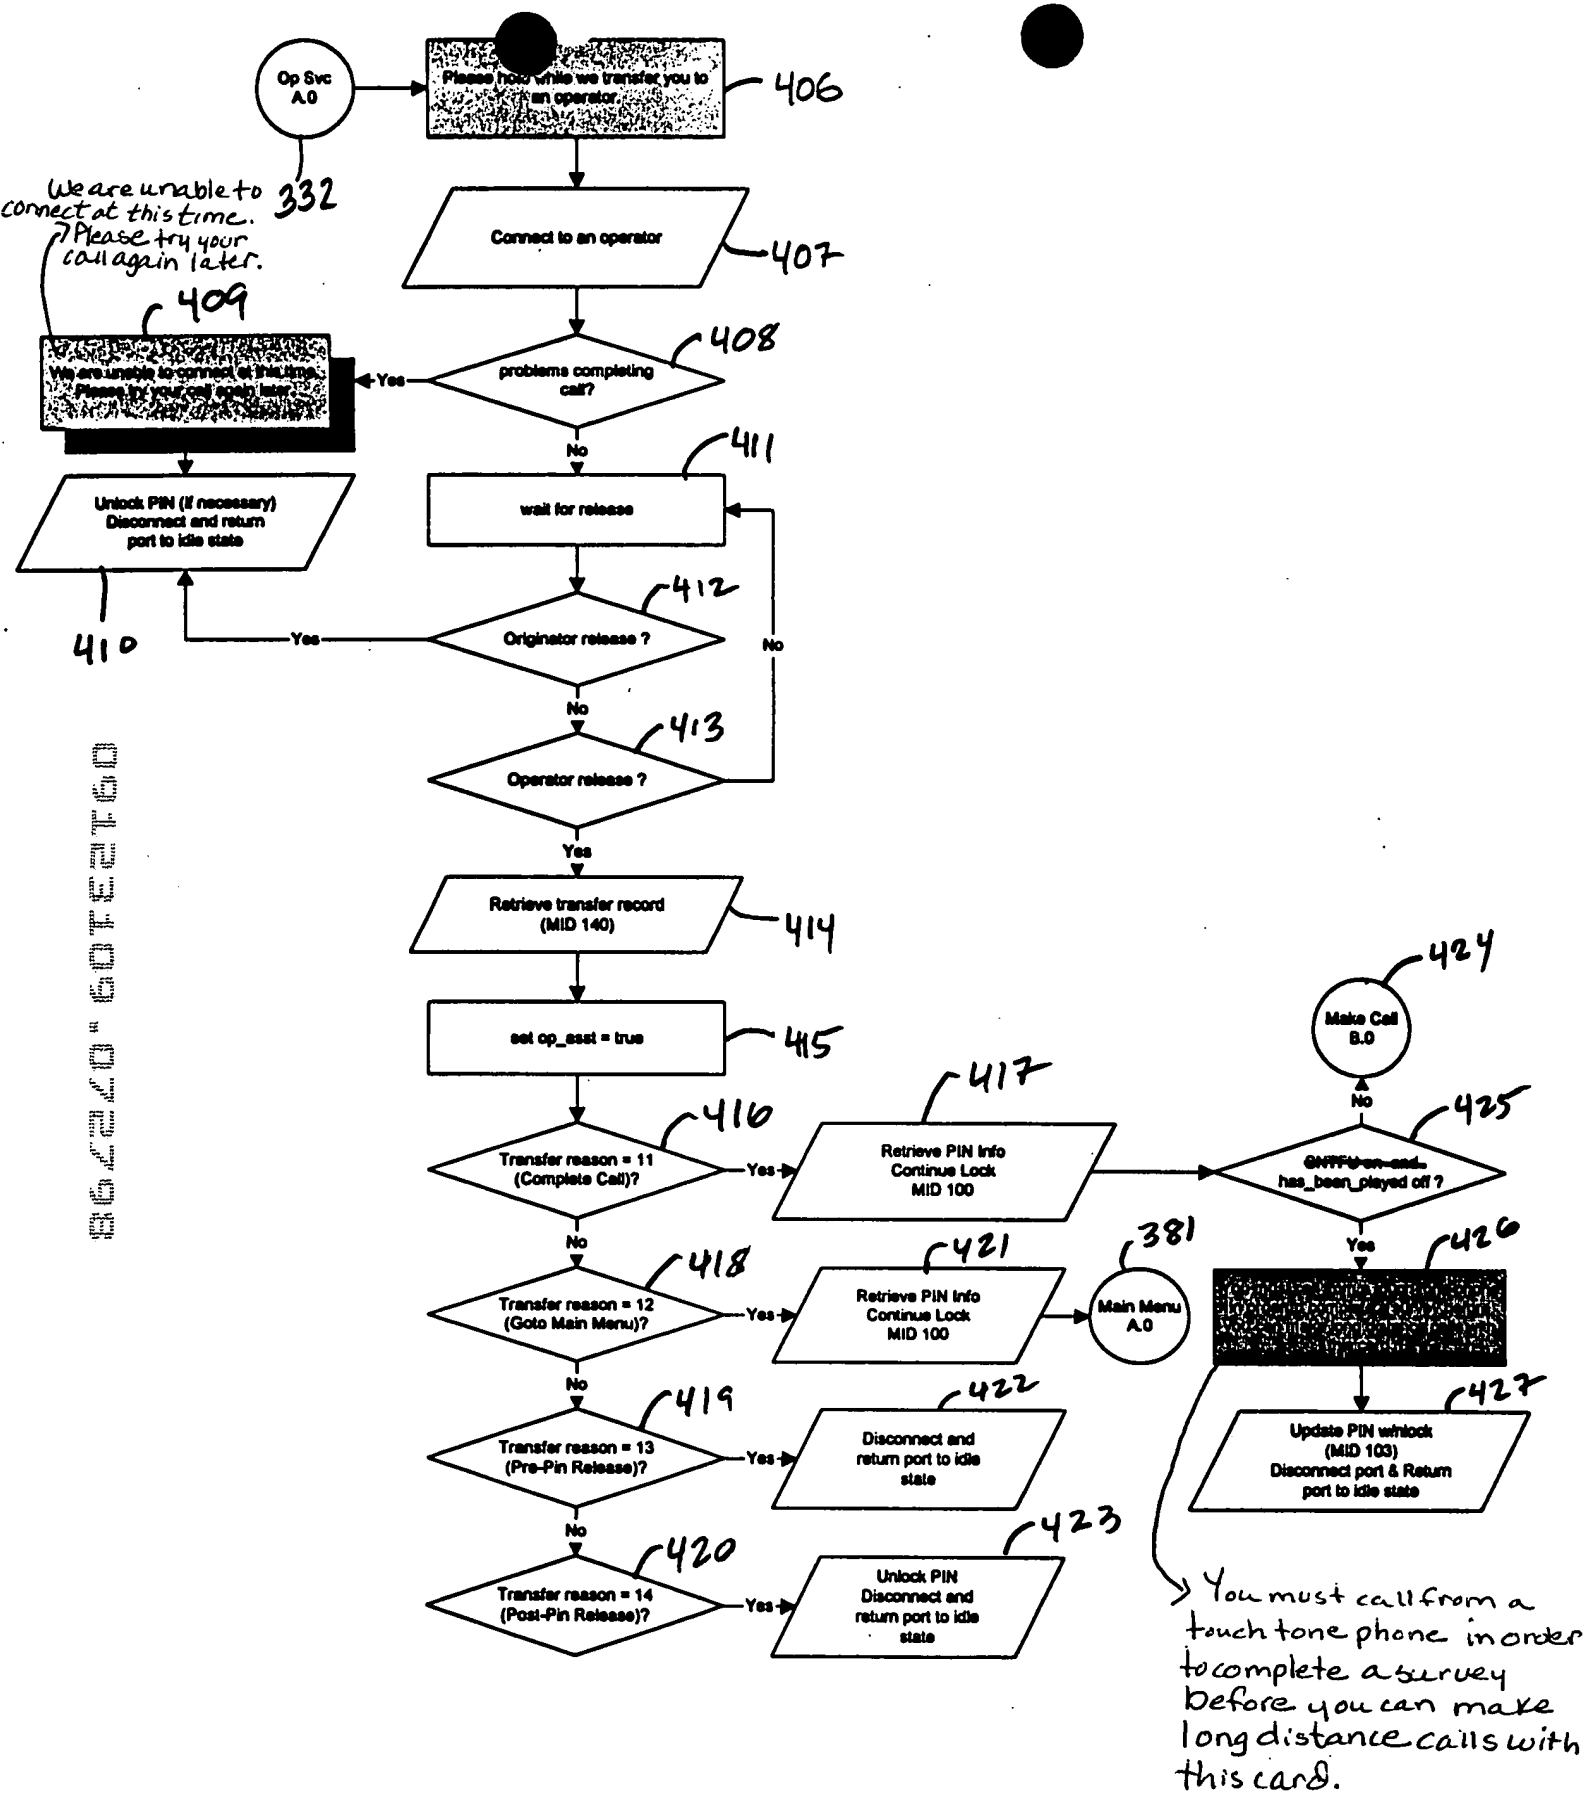 Op Svc
A.0
Please hold while we transfer you to
an operator.
406
332
We are unable to
connect at this time.
Please try your
call again later.
Connect to an operator
407
409
We are unable to connect at this time.
Please try your call again later.
Yes
problems completing
call?
408
No
411
wait for release
Unlock PIN (if necessary)
Disconnect and return
port to idle state
410
412
Originator release ?
Yes
No
No
413
Operator release ?
Yes
Retrieve transfer record
(MID 140)
414
set op_asst = true
415
416
Transfer reason = 11
(Complete Call)?
Yes
417
Retrieve PIN Info
Continue Lock
MID 100
424
Make Call
B.0
No
425
has_been_played off ?
Yes
No
418
Transfer reason = 12
(Goto Main Menu)?
Yes
421
Retrieve PIN Info
Continue Lock
MID 100
381
Main Menu
A.0
426
No
419
Transfer reason = 13
(Pre-Pin Release)?
Yes
422
Disconnect and
return port to idle
state
427
Update PIN w/nlock
(MID 103)
Disconnect port & Return
port to idle state
No
420
Transfer reason = 14
(Post-Pin Release)?
Yes
423
Unlock PIN
Disconnect and
return port to idle
state
You must call from a
touch tone phone in order
to complete a survey
before you can make
long distance calls with
this card.
09123109.072798